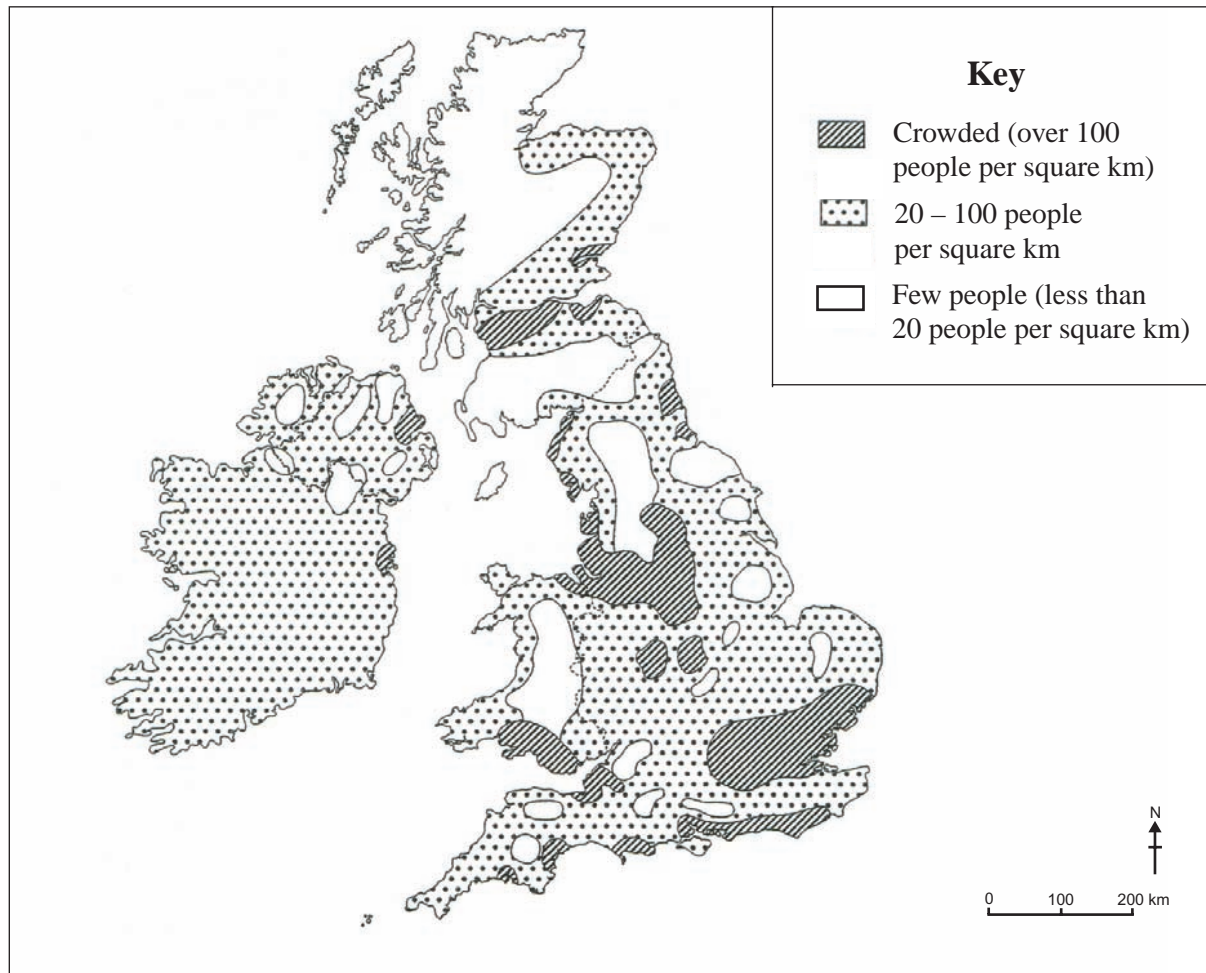 Key
Crowded (over 100
people per square km)
20 – 100 people
per square km
Few people (less than
20 people per square km)
N
0 100 200 km